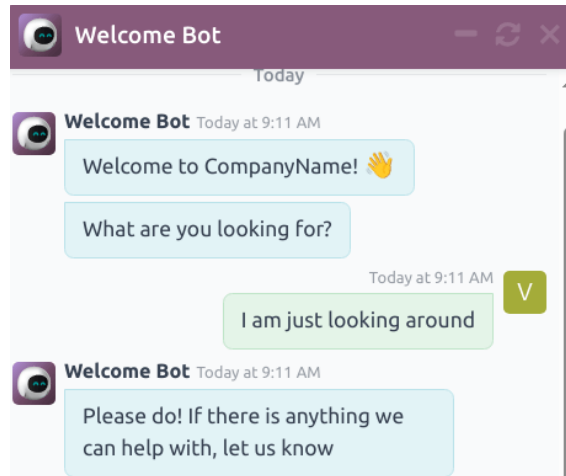 Welcome Bot
Today
Welcome Bot Today at 9:11 AM
Welcome to CompanyName! 👋
What are you looking for?
Today at 9:11 AM
V
I am just looking around
Welcome Bot Today at 9:11 AM
Please do! If there is anything we
can help with, let us know